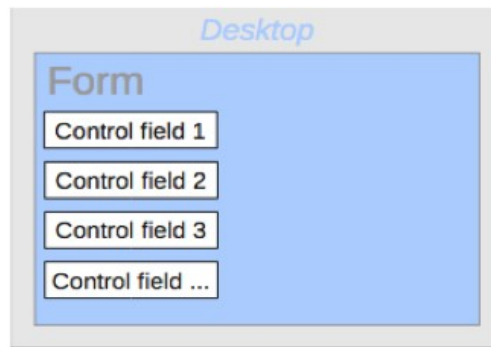 Desktop
Form
Control field 1
Control field 2
Control field 3
Control field ...